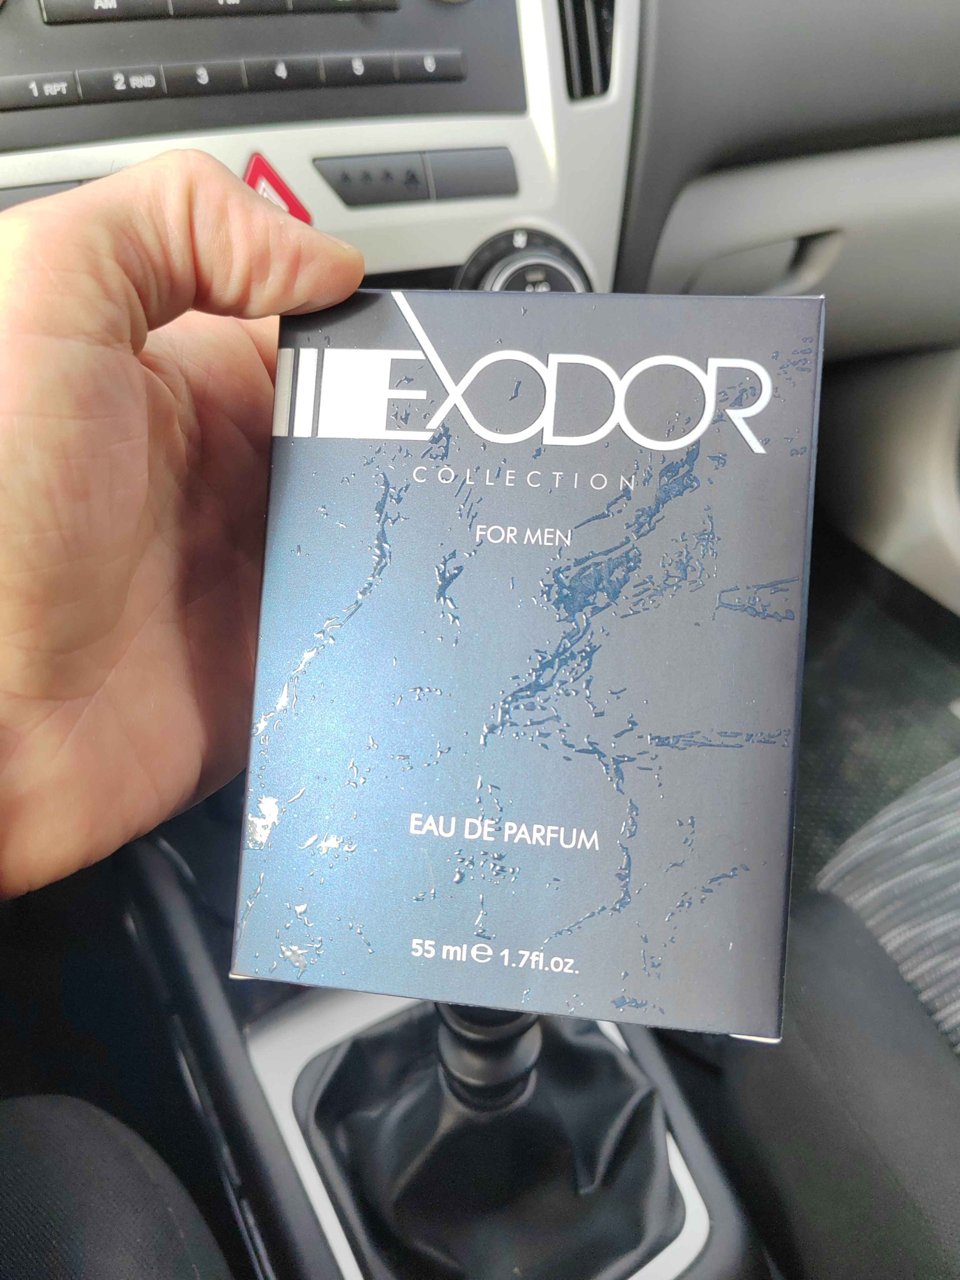 AM
1 RPT 2 RND 3 4 5 6
EXODOR
COLLECTION
FOR MEN
EAU DE PARFUM
55 ml ℮ 1.7fl.oz.